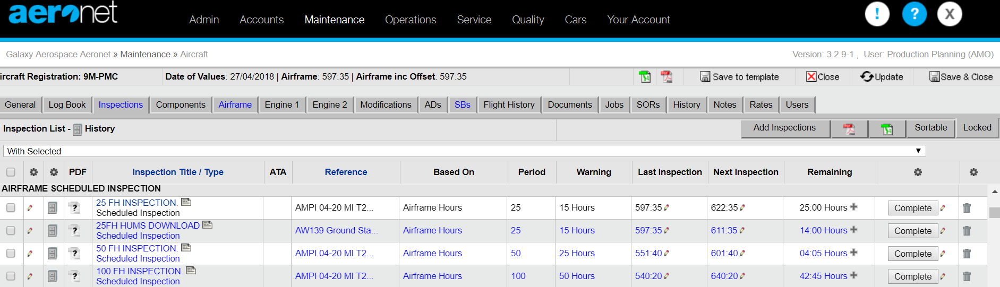 aeronet
Admin Accounts Maintenance Operations Service Quality Cars Your Account ! ? X
Galaxy Aerospace Aeronet » Maintenance » Aircraft Version: 3.2.9-1 , User: Production Planning (AMO)
ircraft Registration: 9M-PMC Date of Values: 27/04/2018 | Airframe: 597:35 | Airframe inc Offset: 597:35 Save to template Close Update Save & Close
General Log Book Inspections Components Airframe Engine 1 Engine 2 Modifications ADs SBs Flight History Documents Jobs SORs History Notes Rates Users
Inspection List - History Add Inspections Sortable Locked
With Selected
PDF Inspection Title / Type ATA Reference Based On Period Warning Last Inspection Next Inspection Remaining
AIRFRAME SCHEDULED INSPECTION
25 FH INSPECTION.
Scheduled Inspection
? AMPI 04-20 MI T2... Airframe Hours 25 15 Hours 597:35 622:35 25:00 Hours Complete
25FH HUMS DOWNLOAD
Scheduled Inspection
? AW139 Ground Sta... Airframe Hours 25 15 Hours 597:35 611:35 14:00 Hours Complete
50 FH INSPECTION.
Scheduled Inspection
? AMPI 04-20 MI T2... Airframe Hours 50 25 Hours 551:40 601:40 04:05 Hours Complete
100 FH INSPECTION.
Scheduled Inspection
? AMPI 04-20 MI T2... Airframe Hours 100 50 Hours 540:20 640:20 42:45 Hours Complete